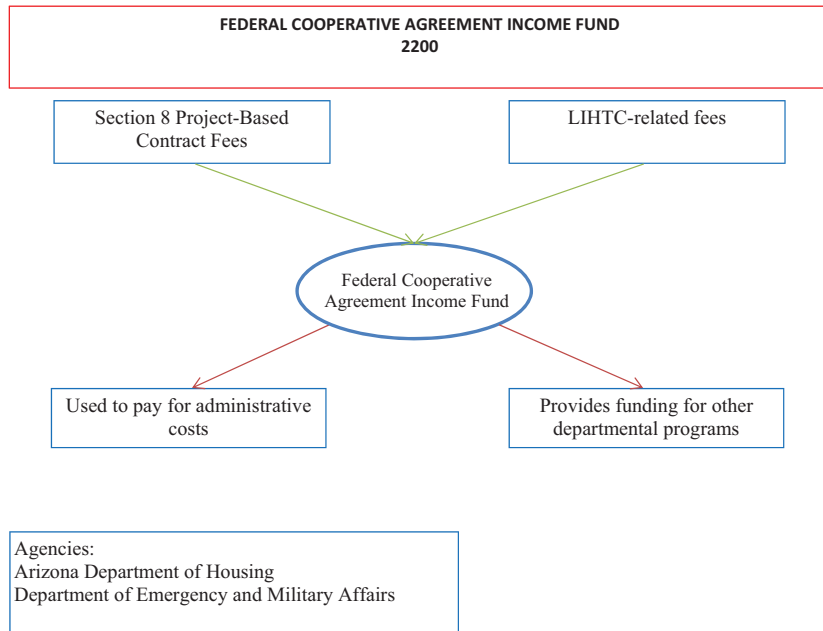 FEDERAL COOPERATIVE AGREEMENT INCOME FUND
2200
Section 8 Project-Based
Contract Fees
LIHTC-related fees
Federal Cooperative
Agreement Income Fund
Used to pay for administrative
costs
Provides funding for other
departmental programs
Agencies:
Arizona Department of Housing
Department of Emergency and Military Affairs